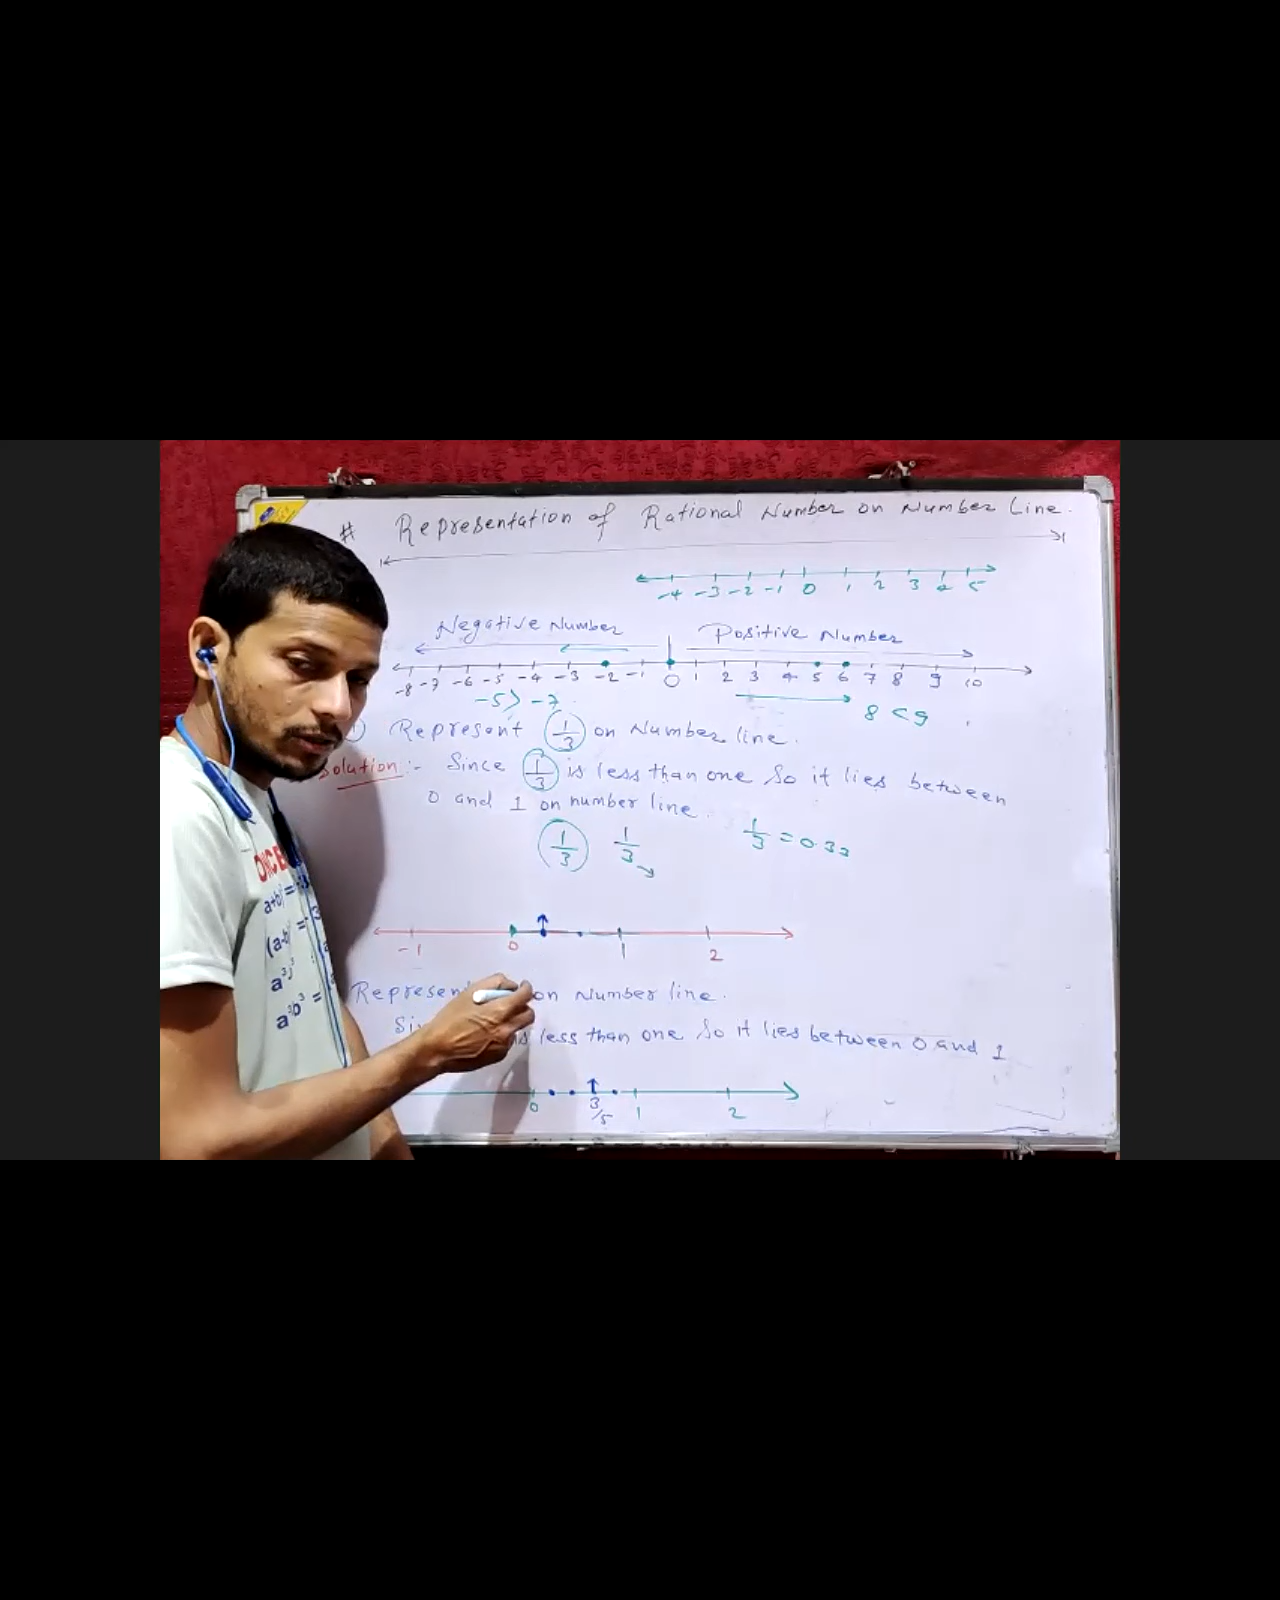 # Representation of Rational Number on Number Line.
-4 -3 -2 -1 0 1 2 3 4 5
Negative Number Positive Number
-8 -7 -6 -5 -4 -3 -2 -1 0 1 2 3 4 5 6 7 8 9 10
-5 > -7 8 < 9
Represent 1/3 on Number line.
Solution :- Since 1/3 is less than one So it lies between
0 and 1 on number line.
1/3 1/3 1/3 = 0.33
-1 0 1 2
Represent on Number line.
less than one So it lies between 0 and 1
0 3/5 1 2